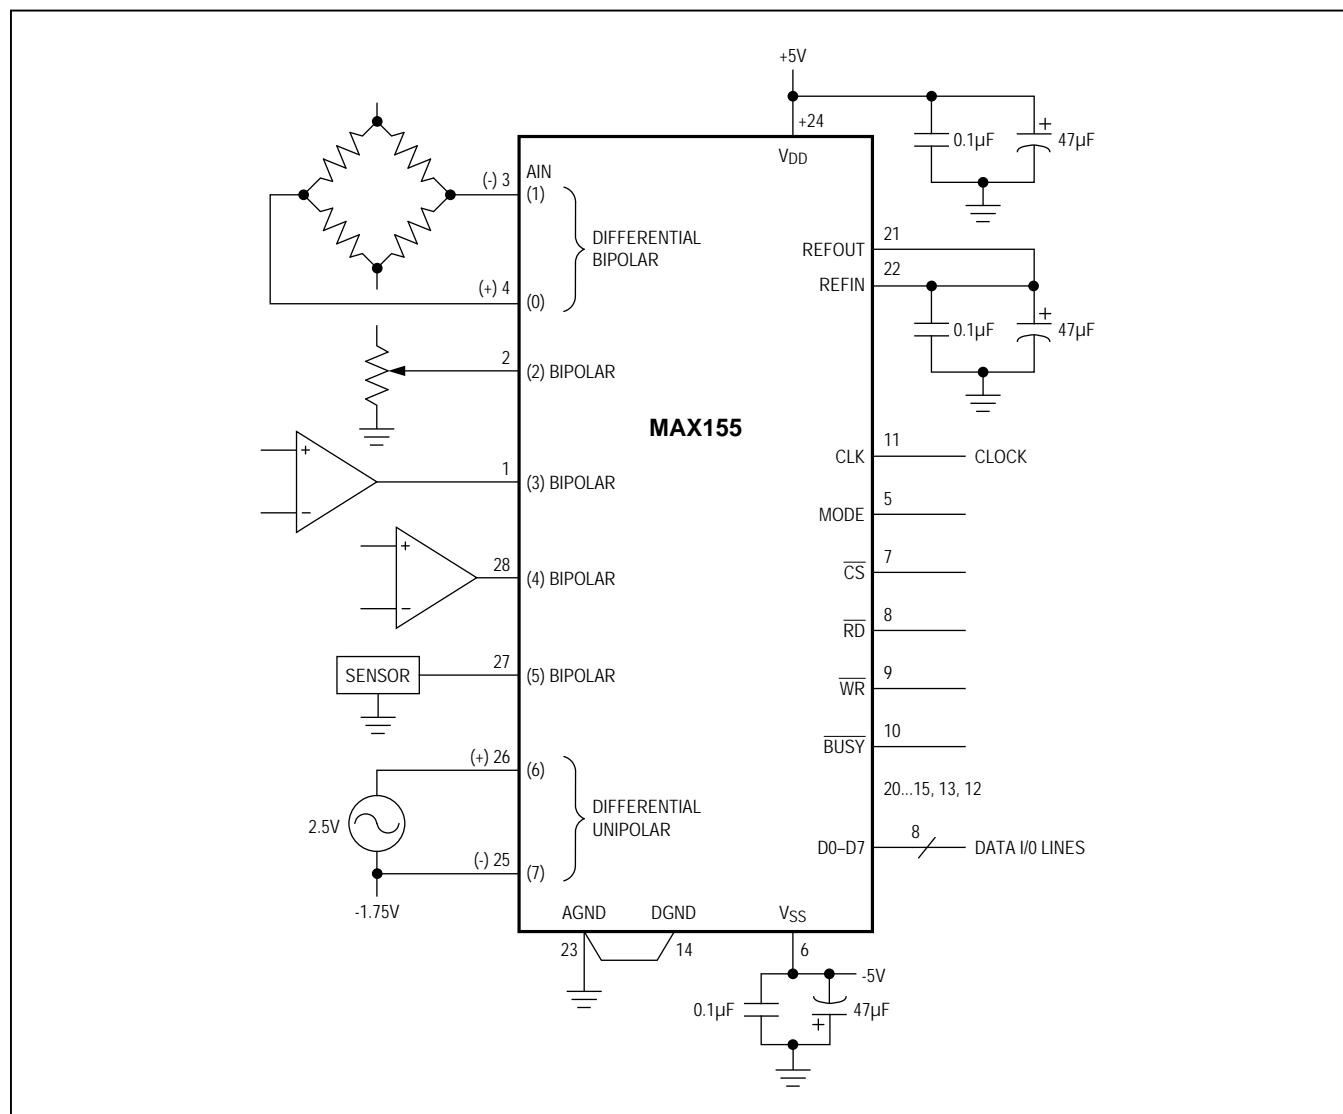 +5V
+24
0.1µF
+
47µF
VDD
AIN
(-) 3
(1)
DIFFERENTIAL
BIPOLAR
(+) 4
(0)
21
REFOUT
22
REFIN
0.1µF
+
47µF
2
(2) BIPOLAR
MAX155
+
−
1
(3) BIPOLAR
11
CLK
CLOCK
5
MODE
+
−
28
(4) BIPOLAR
7
CS
8
RD
SENSOR
27
(5) BIPOLAR
9
WR
10
BUSY
(+) 26
(6)
20...15, 13, 12
2.5V
DIFFERENTIAL
UNIPOLAR
D0–D7
8
DATA I/0 LINES
(-) 25
(7)
-1.75V
AGND
DGND
VSS
23
14
6
-5V
0.1µF
+
47µF